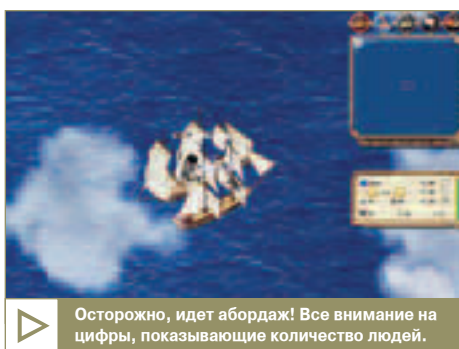 Осторожно, идет абордаж! Все внимание на
цифры, показывающие количество людей.